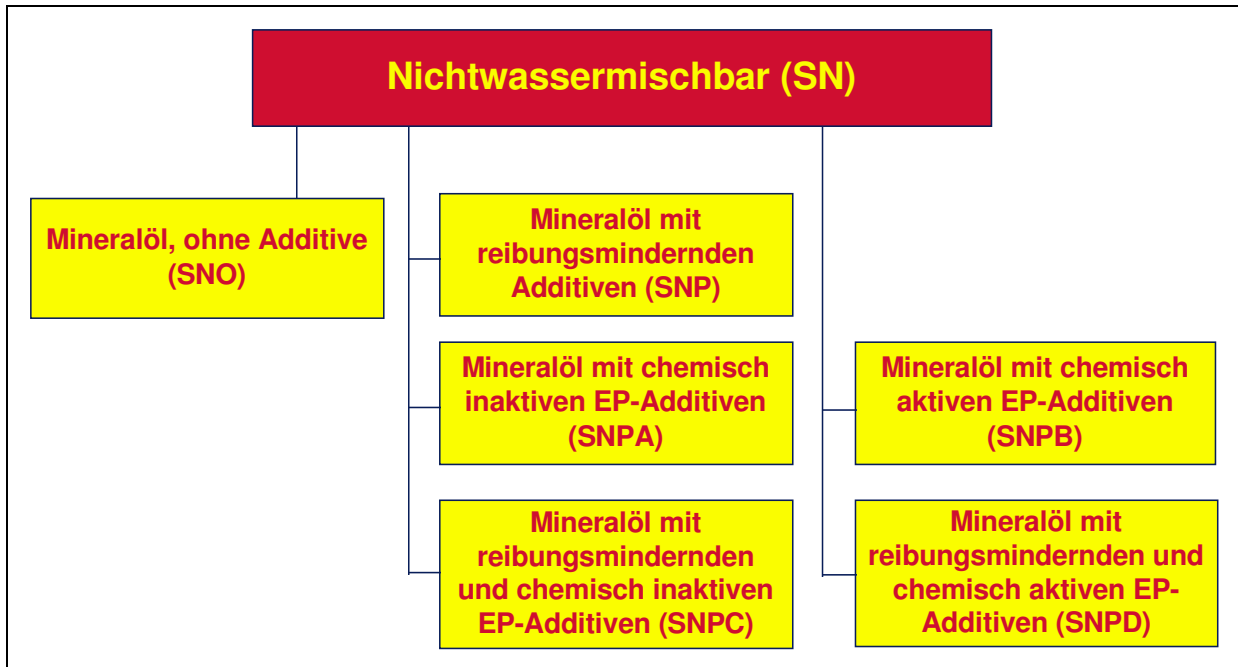 Nichtwassermischbar (SN)
Mineralöl, ohne Additive
(SNO)
Mineralöl mit
reibungsmindernden
Additiven (SNP)
Mineralöl mit chemisch
inaktiven EP-Additiven
(SNPA)
Mineralöl mit chemisch
aktiven EP-Additiven
(SNPB)
Mineralöl mit
reibungsmindernden
und chemisch inaktiven
EP-Additiven (SNPC)
Mineralöl mit
reibungsmindernden und
chemisch aktiven EP-
Additiven (SNPD)